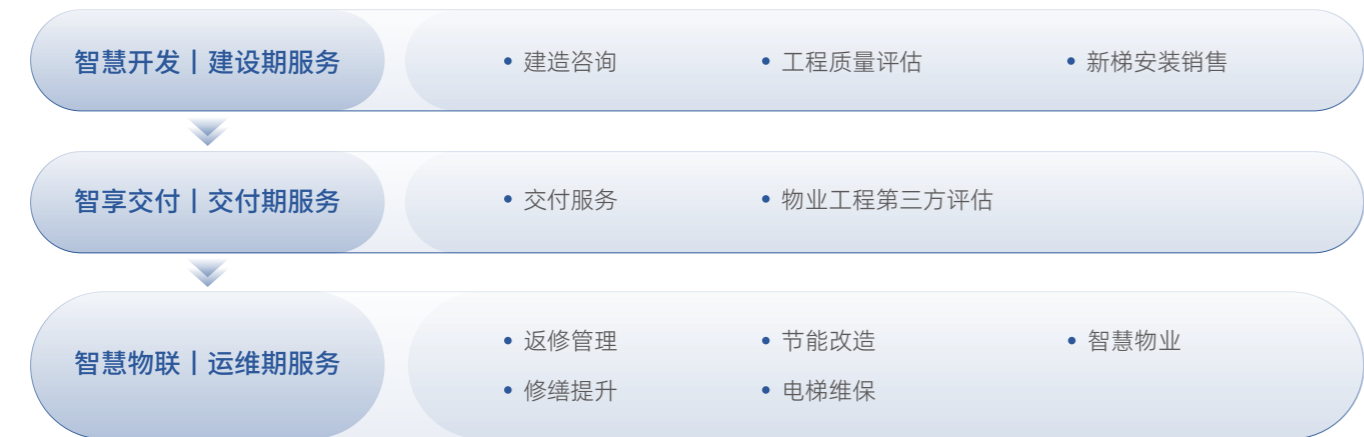 智慧开发丨建设期服务
• 建造咨询 • 工程质量评估 • 新梯安装销售
智享交付丨交付期服务
• 交付服务 • 物业工程第三方评估
智慧物联丨运维期服务
• 返修管理 • 节能改造 • 智慧物业
• 修缮提升 • 电梯维保